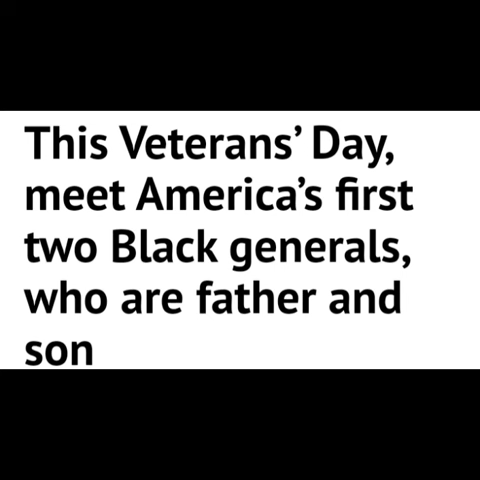 This Veterans’ Day,
meet America’s first
two Black generals,
who are father and
son